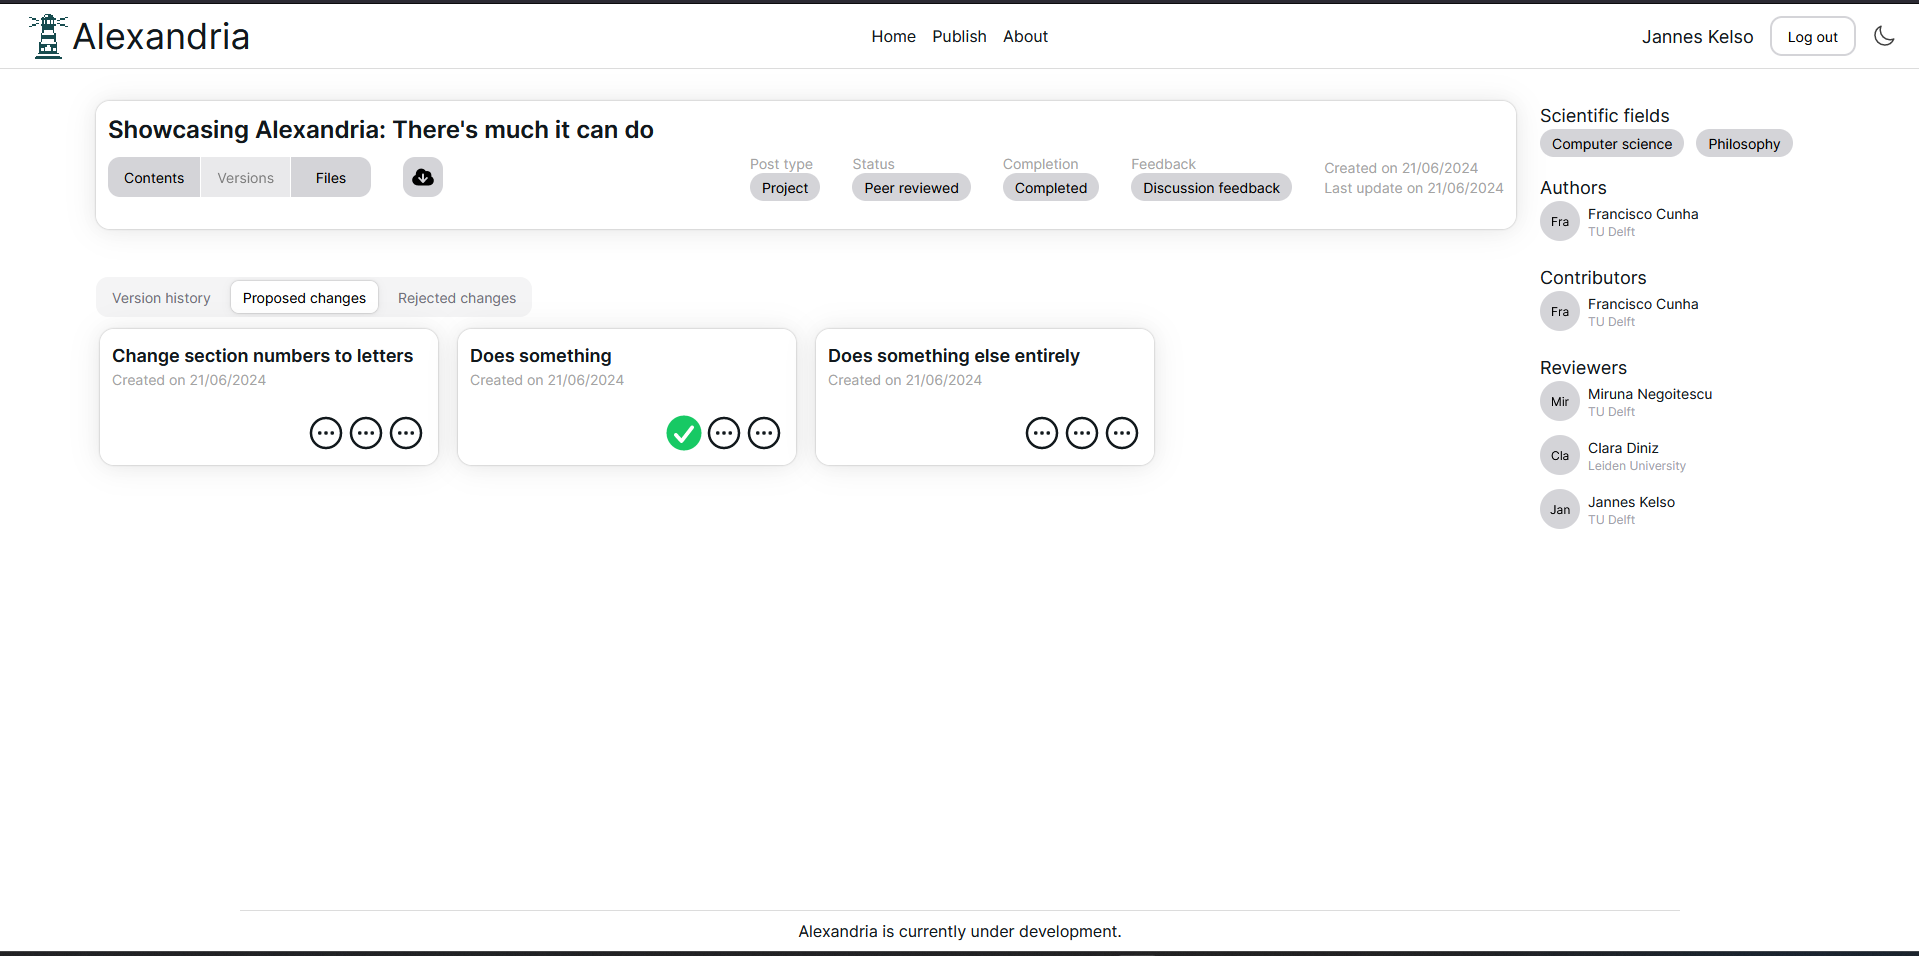 Alexandria
Home Publish About
Jannes Kelso
Log out
Showcasing Alexandria: There's much it can do
Contents Versions Files
Post type
Project
Status
Peer reviewed
Completion
Completed
Feedback
Discussion feedback
Created on 21/06/2024
Last update on 21/06/2024
Version history Proposed changes Rejected changes
Change section numbers to letters
Created on 21/06/2024
Does something
Created on 21/06/2024
Does something else entirely
Created on 21/06/2024
Scientific fields
Computer science Philosophy
Authors
Fra
Francisco Cunha
TU Delft
Contributors
Fra
Francisco Cunha
TU Delft
Reviewers
Mir
Miruna Negoitescu
TU Delft
Cla
Clara Diniz
Leiden University
Jan
Jannes Kelso
TU Delft
Alexandria is currently under development.